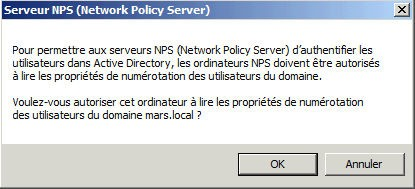 Serveur NPS (Network Policy Server)
Pour permettre aux serveurs NPS (Network Policy Server) d'authentifier les
utilisateurs dans Active Directory, les ordinateurs NPS doivent être autorisés
à lire les propriétés de numérotation des utilisateurs du domaine.
Voulez-vous autoriser cet ordinateur à lire les propriétés de numérotation
des utilisateurs du domaine mars.local ?
OK
Annuler